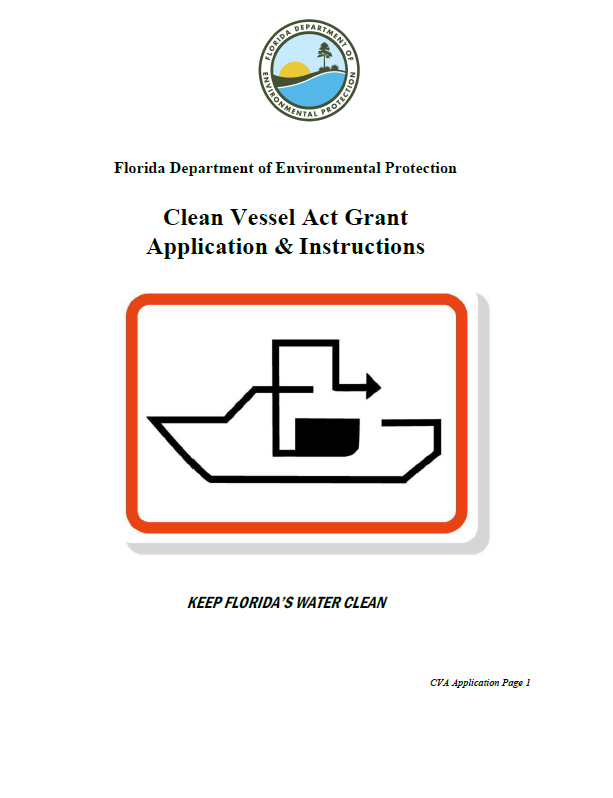 FLORIDA DEPARTMENT OF
ENVIRONMENTAL PROTECTION
Florida Department of Environmental Protection
Clean Vessel Act Grant
Application & Instructions
KEEP FLORIDA'S WATER CLEAN
CVA Application Page 1